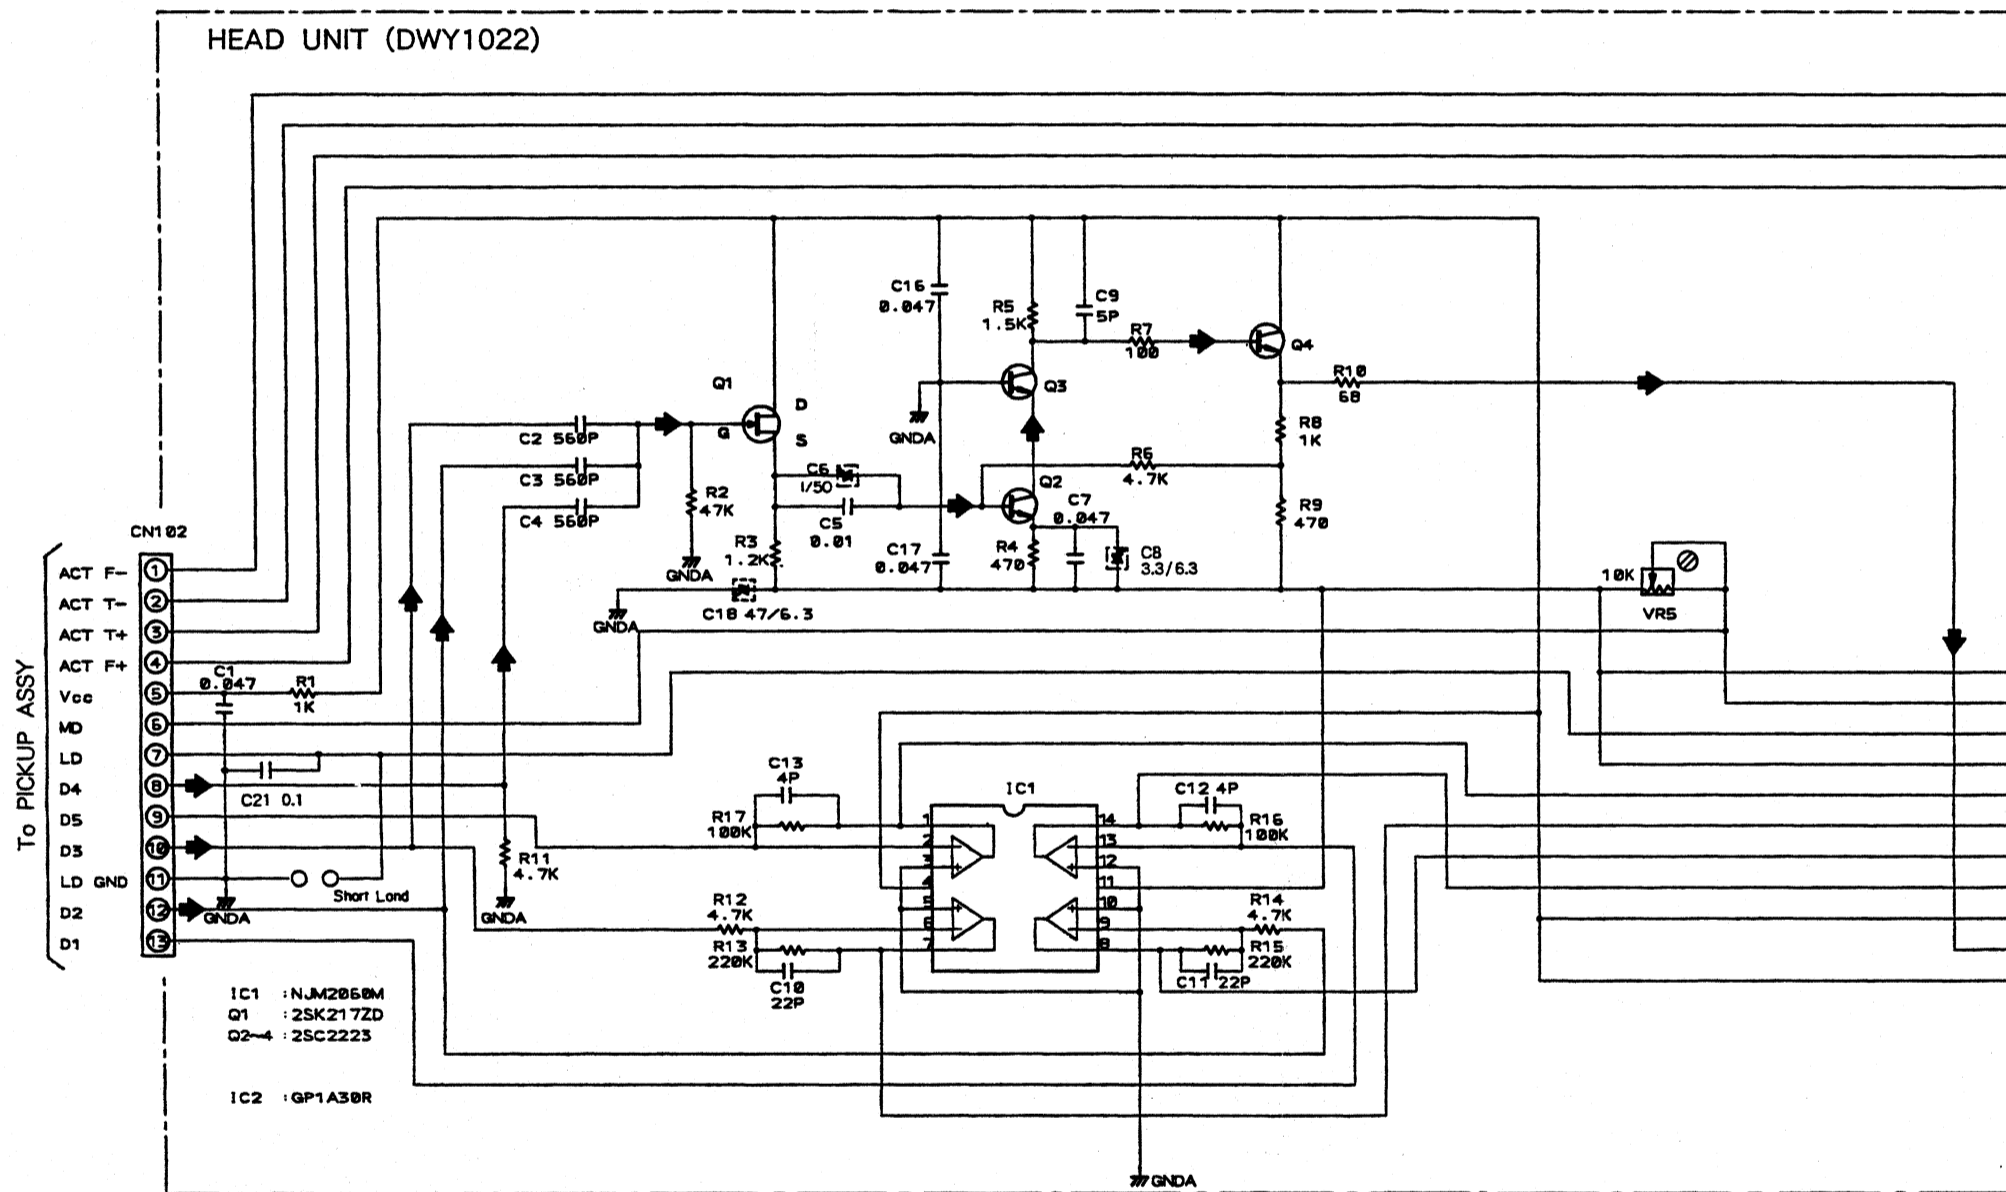 HEAD UNIT (DWY1022)
C16
0.047
R5
1.5K
C9
5P
R7
100
Q4
Q1
D
G
S
Q3
R10
68
GNDA
C2 560P
C3 560P
C4 560P
R8
1K
R6
4.7K
C6
1/50
Q2
C7
0.047
R2
47K
C5
0.01
R9
470
CN102
R3
1.2K
C17
0.047
R4
470
C8
3.3/6.3
GNDA
10K
VR5
C18 47/6.3
GNDA
To PICKUP ASSY
ACT F- 1
ACT T- 2
ACT T+ 3
ACT F+ 4
Vcc 5
MD 6
LD 7
D4 8
D5 9
D3 10
LD GND 11
D2 12
D1 13
C1
0.047
R1
1K
C21 0.1
Short Land
GNDA
R11
4.7K
GNDA
C13
4P
R17
100K
IC1
C12 4P
R16
100K
1
2
3
4
5
6
7
14
13
12
11
10
9
8
R12
4.7K
R13
220K
C10
22P
R14
4.7K
R15
220K
C11 22P
IC1 :NJM2060M
Q1 :2SK217ZD
Q2~4 :2SC2223
IC2 :GP1A30R
GNDA